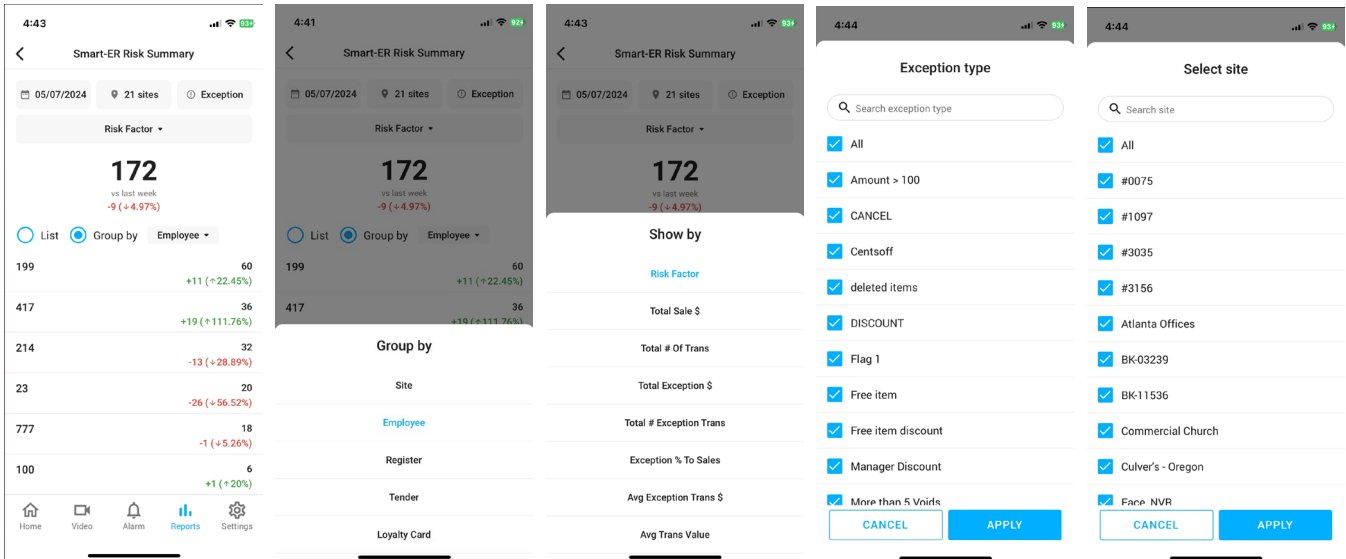 4:43
93
Smart-ER Risk Summary
05/07/2024 21 sites Exception
Risk Factor
172
vs last week
-9 (↓4.97%)
List Group by Employee
199 60
+11 (↑22.45%)
417 36
+19 (↑111.76%)
214 32
-13 (↓28.89%)
23 20
-26 (↓56.52%)
777 18
-1 (↓5.26%)
100 6
+1 (↑20%)
Home Video Alarm Reports Settings
4:41
92
Smart-ER Risk Summary
05/07/2024 21 sites Exception
Risk Factor
172
vs last week
-9 (↓4.97%)
List Group by Employee
199 60
+11 (↑22.45%)
417 36
+19 (↑111.76%)
Group by
Site
Employee
Register
Tender
Loyalty Card
4:43
93
Smart-ER Risk Summary
05/07/2024 21 sites Exception
Risk Factor
172
vs last week
-9 (↓4.97%)
Show by
Risk Factor
Total Sale $
Total # Of Trans
Total Exception $
Total # Exception Trans
Exception % To Sales
Avg Exception Trans $
Avg Trans Value
4:44
93
Exception type
Search exception type
All
Amount > 100
CANCEL
Centsoff
deleted items
DISCOUNT
Flag 1
Free item
Free item discount
Manager Discount
More than 5 Voids
CANCEL APPLY
4:44
93
Select site
Search site
All
#0075
#1097
#3035
#3156
Atlanta Offices
BK-03239
BK-11536
Commercial Church
Culver's - Oregon
Face_NVR
CANCEL APPLY